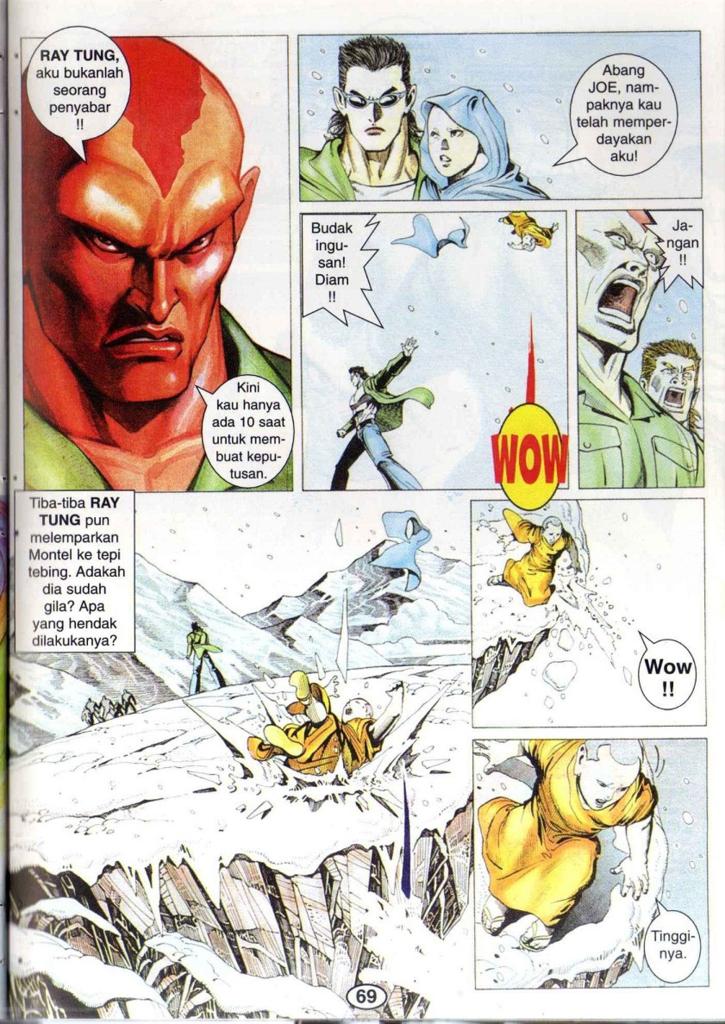 RAY TUNG,
aku bukanlah
seorang
penyabar
!!
Kini
kau hanya
ada 10 saat
untuk mem-
buat kepu-
tusan.
Abang
JOE, nam-
paknya kau
telah memper-
dayakan
aku!
Budak
ingu-
san!
Diam
!!
WOW
Ja-
ngan
!!
Tiba-tiba RAY
TUNG pun
melemparkan
Montel ke tepi
tebing. Adakah
dia sudah
gila? Apa
yang hendak
dilakukanya?
Wow
!!
Tinggi-
nya.
69